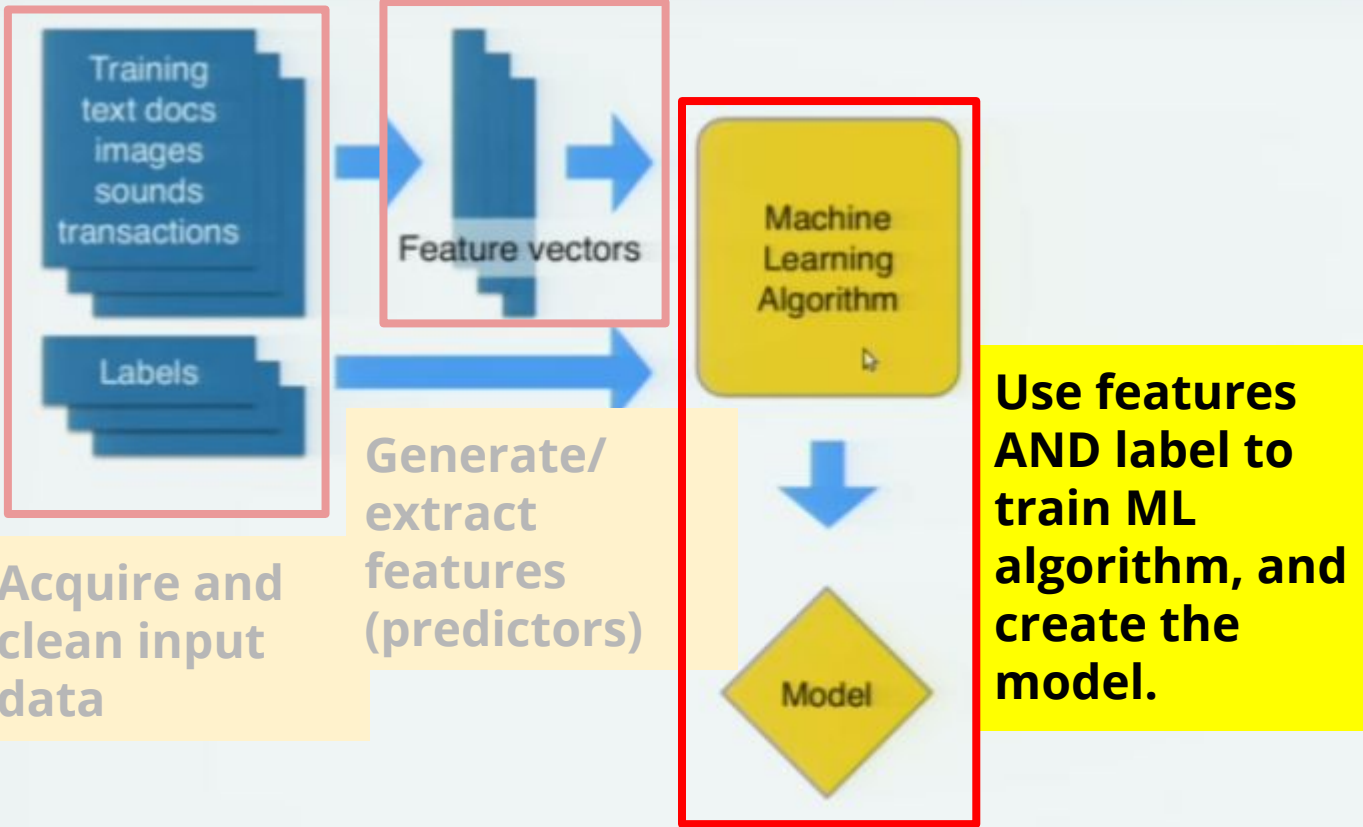 Training
text docs
images
sounds
transactions
Feature vectors
Labels
Machine
Learning
Algorithm
Model
Acquire and
clean input
data
Generate/
extract
features
(predictors)
Use features
AND label to
train ML
algorithm, and
create the
model.